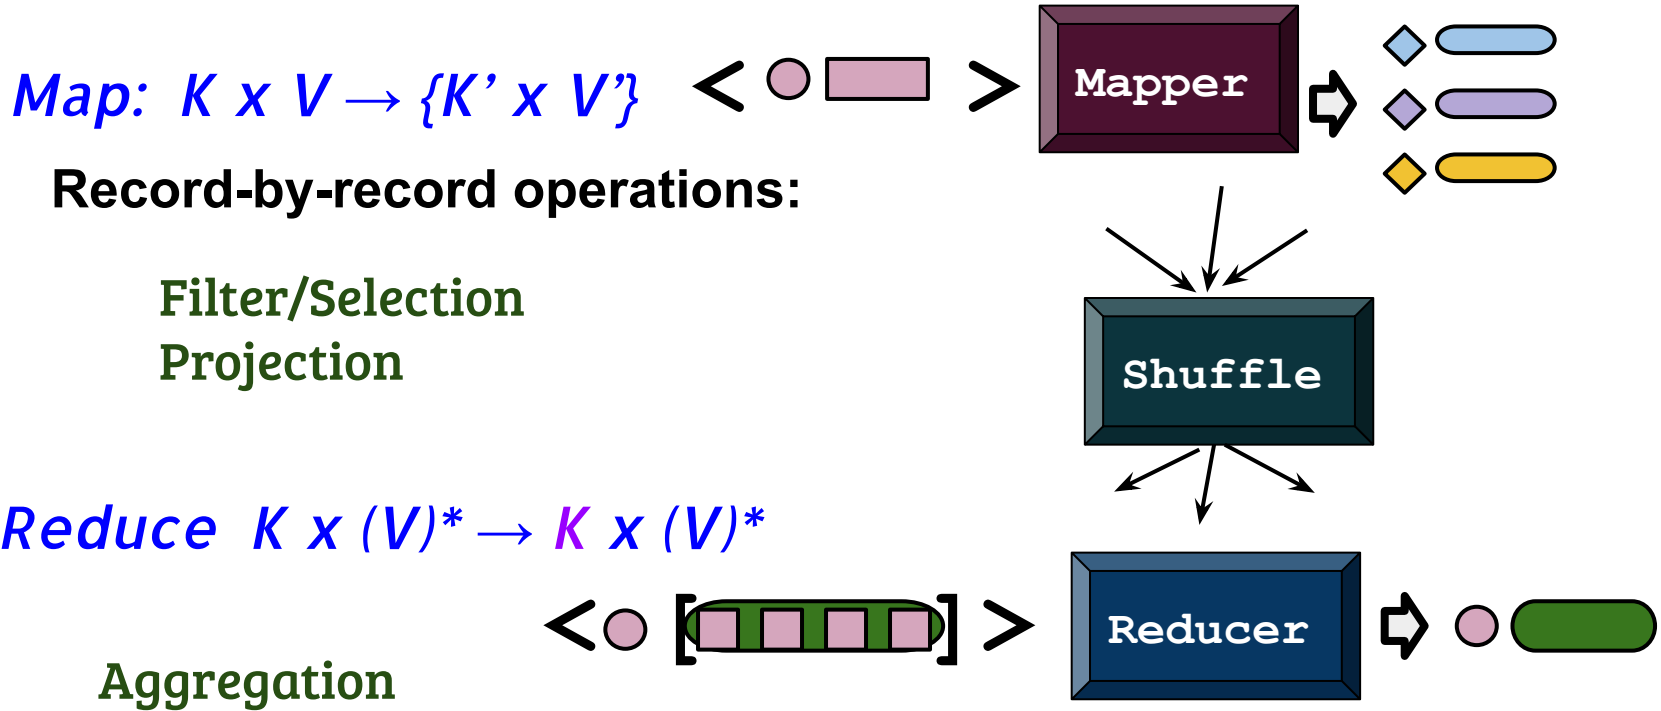 Map: K x V → {K’ x V’}
Mapper
Record-by-record operations:
Filter/Selection
Projection
Shuffle
Reduce K x (V)* → K x (V)*
< [ ] >
Reducer
Aggregation